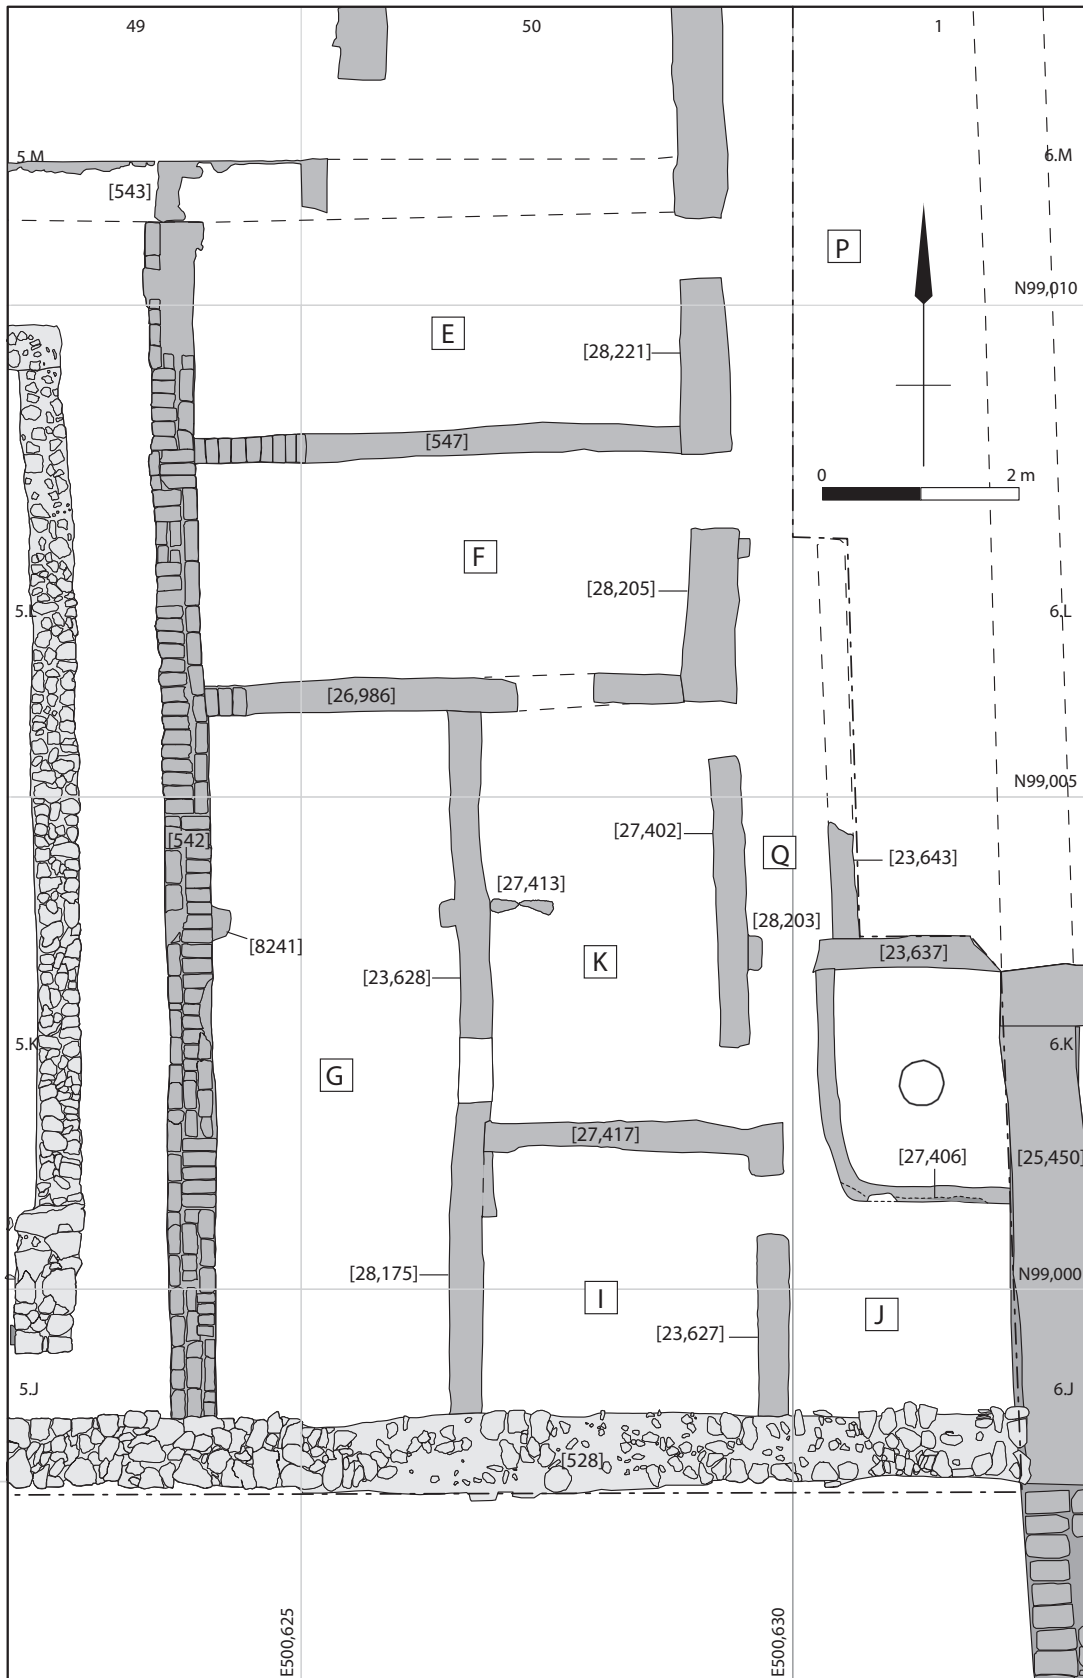 49 50 1
5.M 6.M
[543]
P
N99,010
E
[28,221]
[547]
0 2 m
F
[28,205]
5.L 6.L
[26,986]
N99,005
[27,402]
[542]
Q
[23,643]
[27,413]
[28,203]
[8241]
[23,637]
K
[23,628]
5.K 6.K
G
[27,417]
[27,406]
[25,450]
[28,175]
N99,000
I
J
[23,627]
5.J 6.J
[528]
E500,625
E500,630